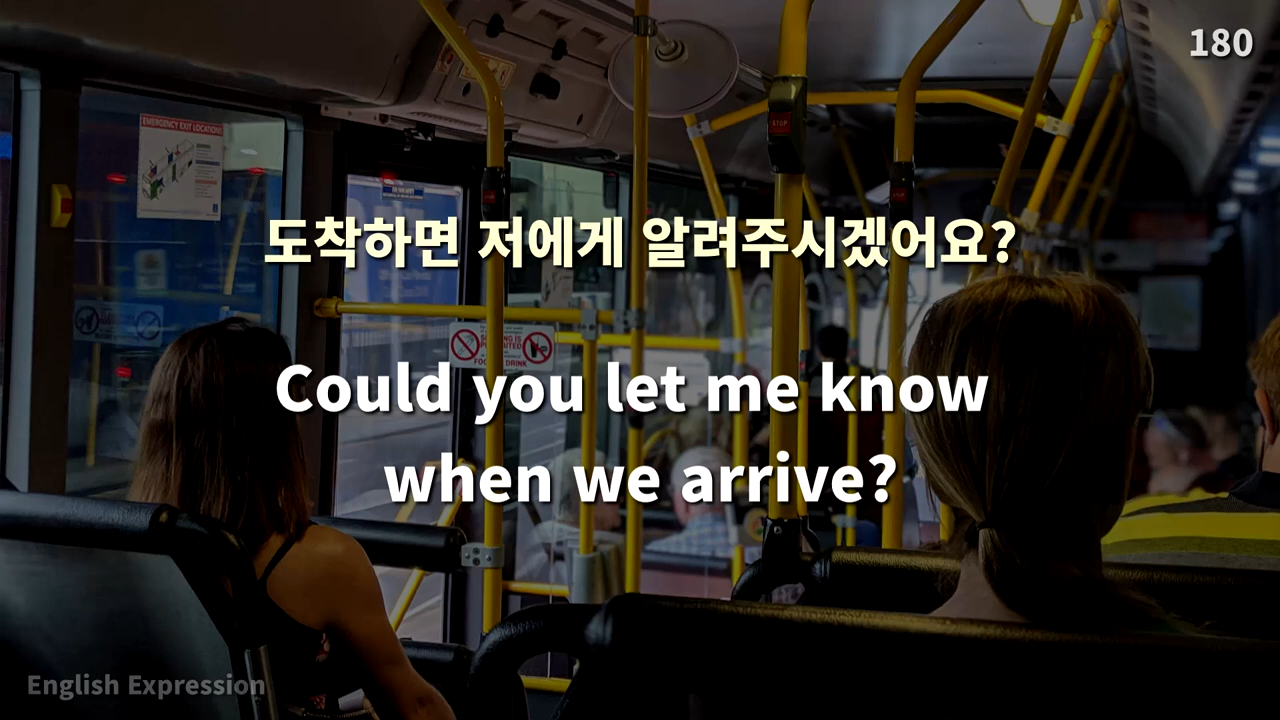 180
EMERGENCY EXIT LOCATIONS
STOP
도착하면 저에게 알려주시겠어요?
Could you let me know
when we arrive?
English Expression